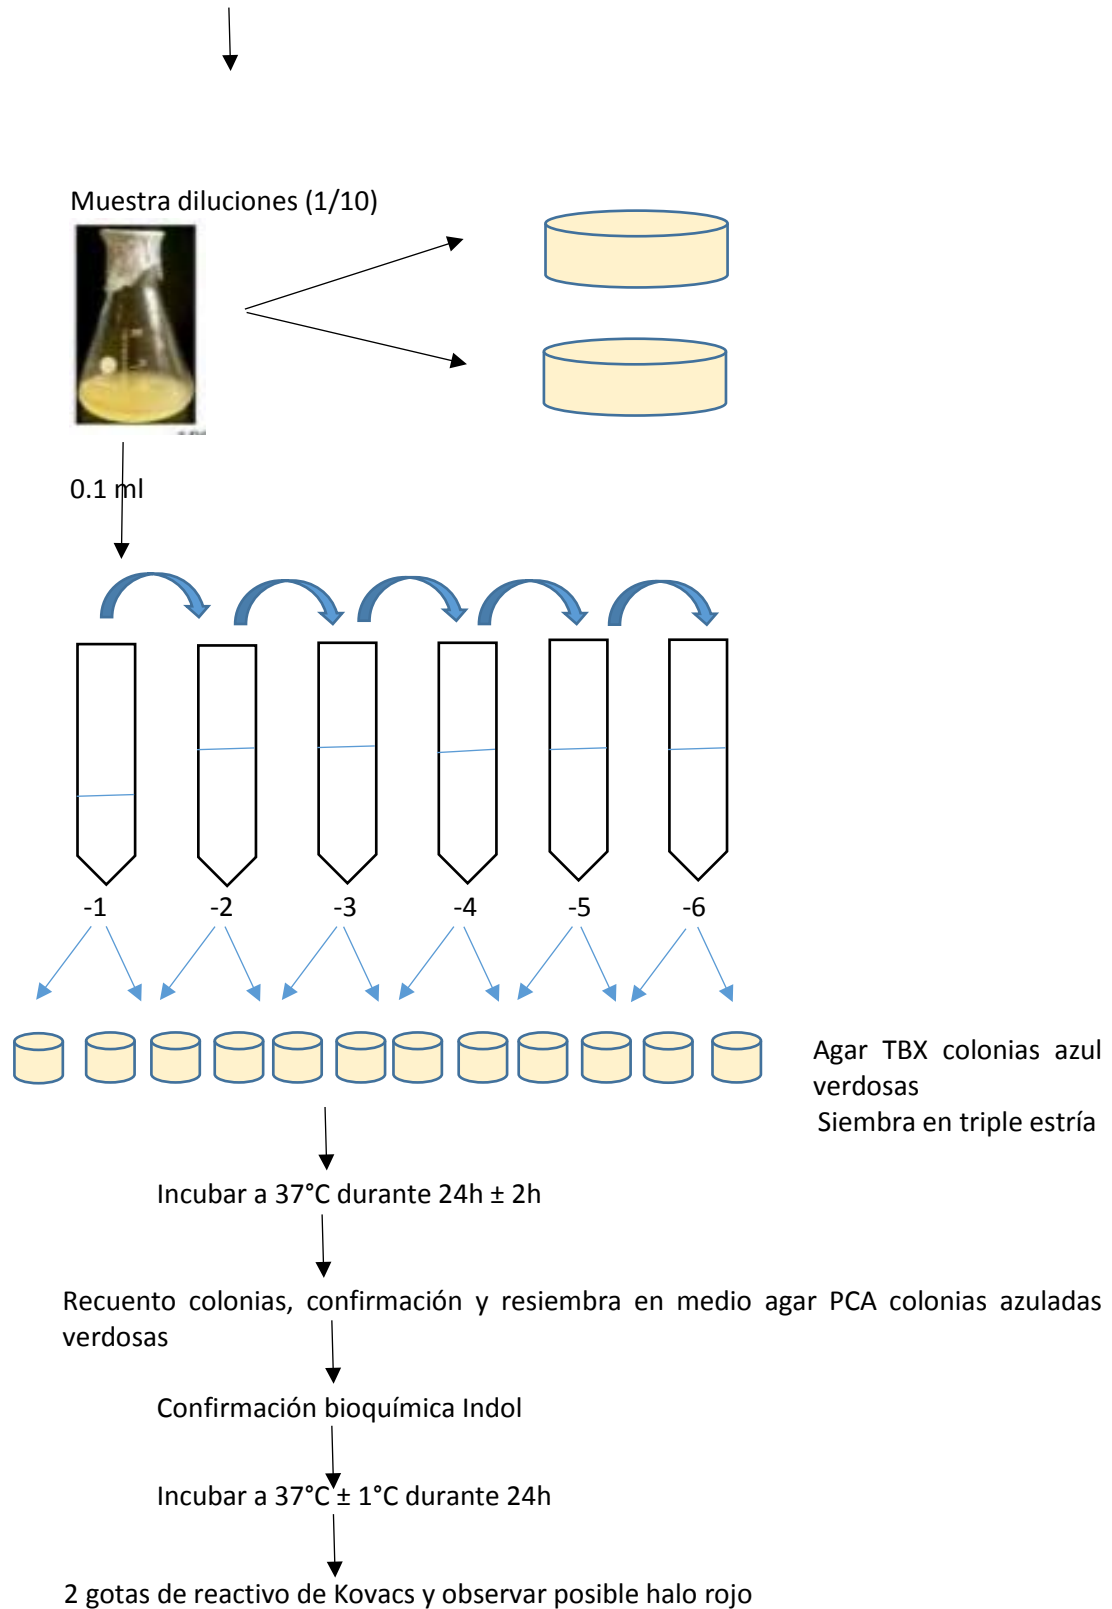 Muestra diluciones (1/10)
0.1 ml
-1 -2 -3 -4 -5 -6
Agar TBX colonias azul
verdosas
Siembra en triple estría
Incubar a 37°C durante 24h ± 2h
Recuento colonias, confirmación y resiembra en medio agar PCA colonias azuladas
verdosas
Confirmación bioquímica Indol
Incubar a 37°C ± 1°C durante 24h
2 gotas de reactivo de Kovacs y observar posible halo rojo